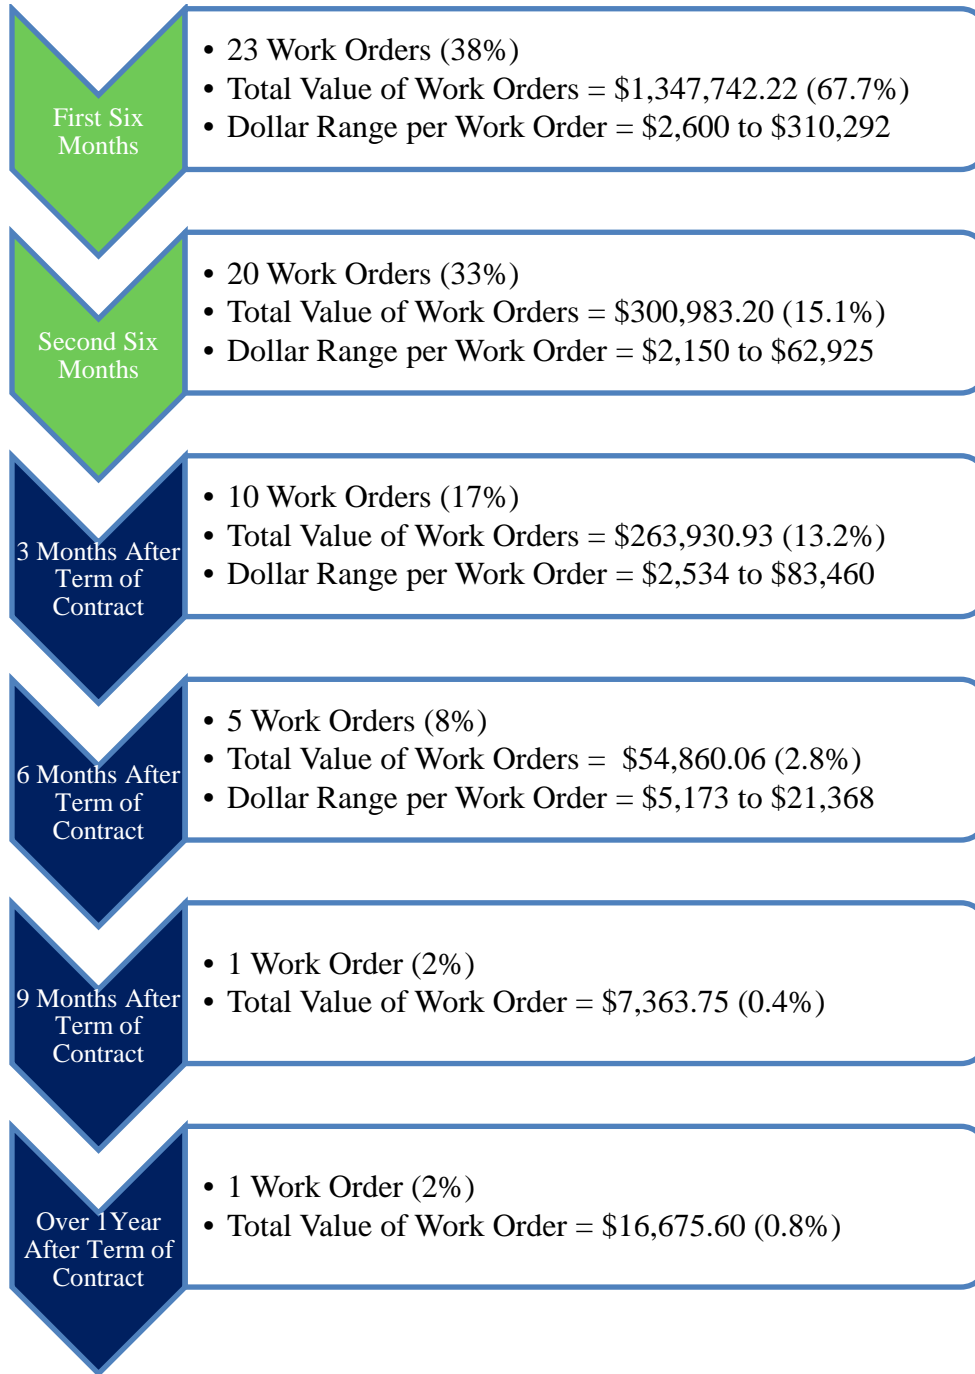 First Six
Months
• 23 Work Orders (38%)
• Total Value of Work Orders = $1,347,742.22 (67.7%)
• Dollar Range per Work Order = $2,600 to $310,292
Second Six
Months
• 20 Work Orders (33%)
• Total Value of Work Orders = $300,983.20 (15.1%)
• Dollar Range per Work Order = $2,150 to $62,925
3 Months After
Term of
Contract
• 10 Work Orders (17%)
• Total Value of Work Orders = $263,930.93 (13.2%)
• Dollar Range per Work Order = $2,534 to $83,460
6 Months After
Term of
Contract
• 5 Work Orders (8%)
• Total Value of Work Orders =  $54,860.06 (2.8%)
• Dollar Range per Work Order = $5,173 to $21,368
9 Months After
Term of
Contract
• 1 Work Order (2%)
• Total Value of Work Order = $7,363.75 (0.4%)
Over 1Year
After Term of
Contract
• 1 Work Order (2%)
• Total Value of Work Order = $16,675.60 (0.8%)